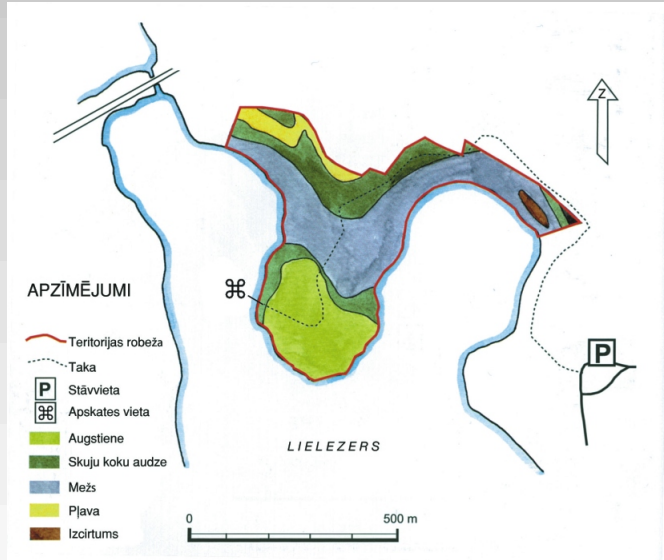 Z
APZĪMĒJUMI
Teritorijas robeža
Taka
P
Stāvvieta
Apskates vieta
Augstiene
Skuju koku audze
Mežs
Pļava
Izcirtums
P
LIELEZERS
0 500 m